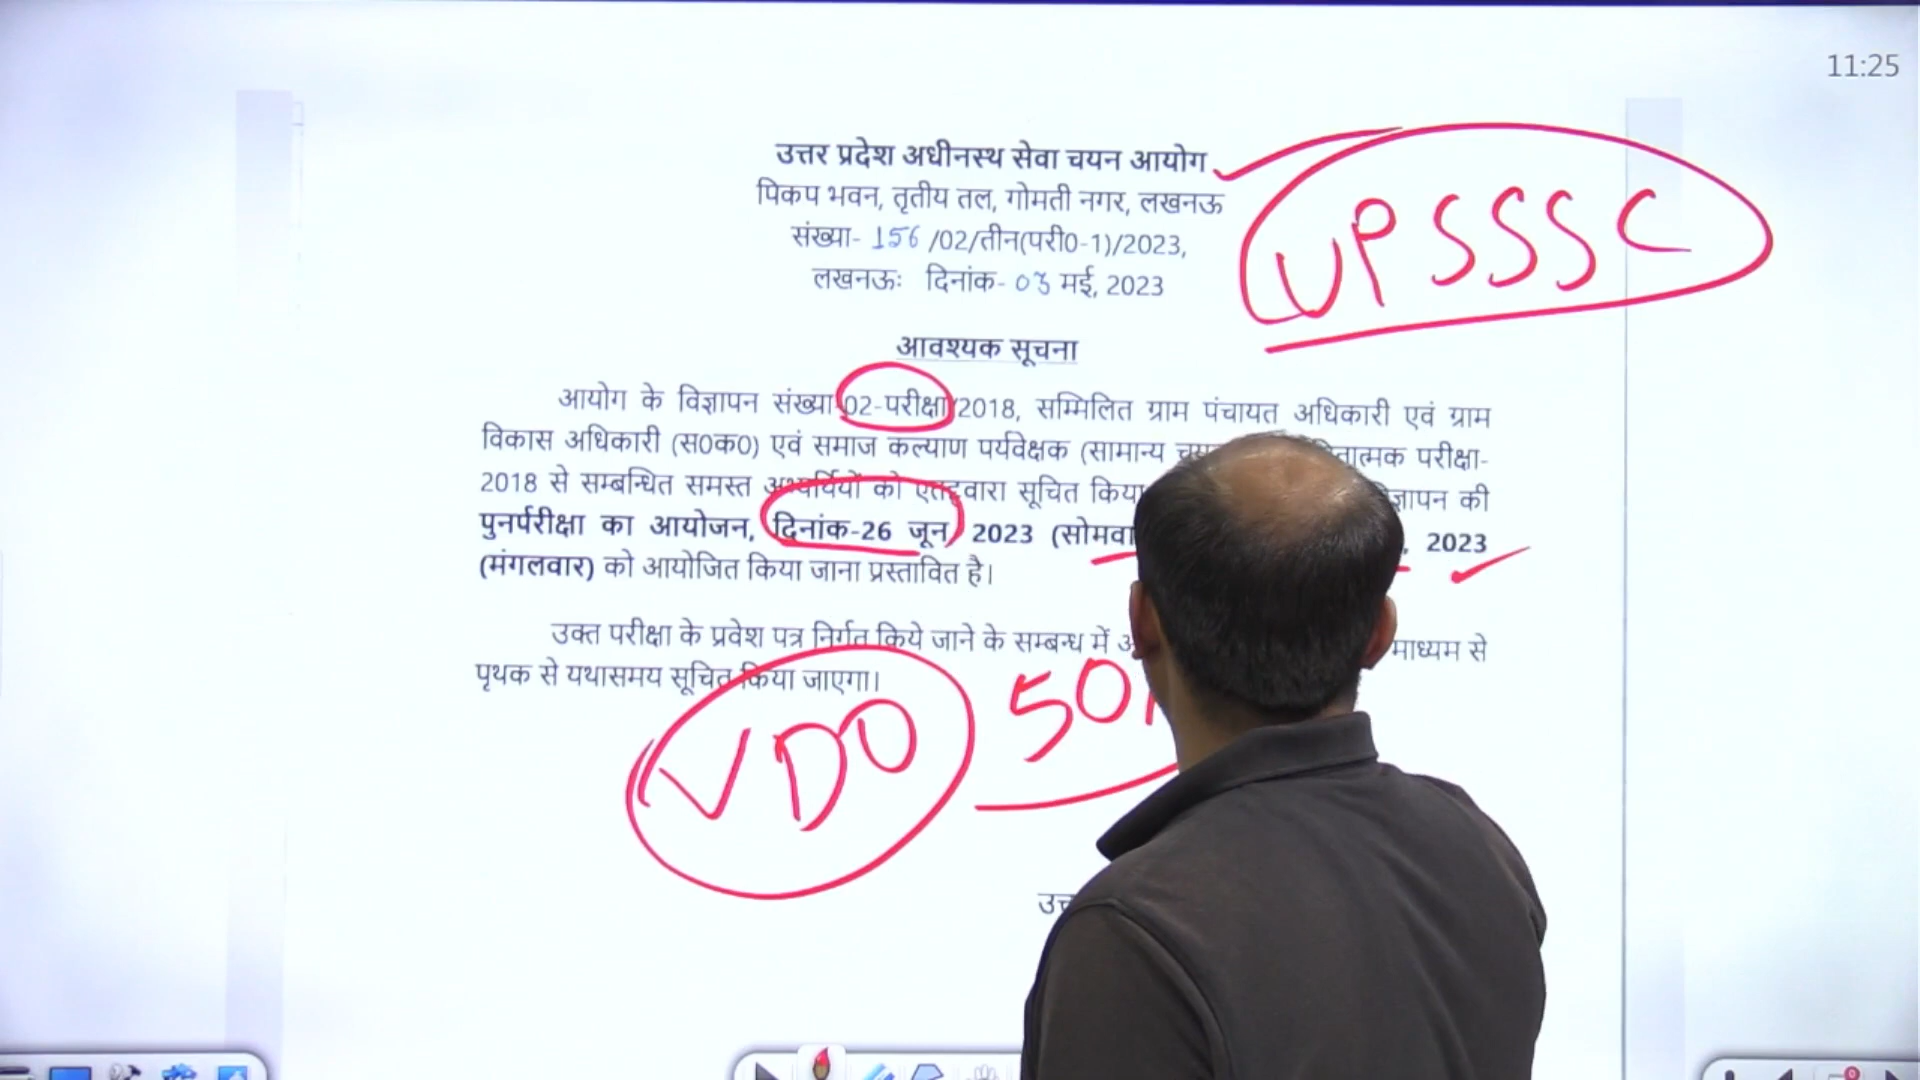 11:25
उत्तर प्रदेश अधीनस्थ सेवा चयन आयोग
पिकप भवन, तृतीय तल, गोमती नगर, लखनऊ
संख्या- 156 /02/तीन(परी0-1)/2023,
लखनऊः दिनांक- 03 मई, 2023
UPSSSC
आवश्यक सूचना
आयोग के विज्ञापन संख्या 02-परीक्षा/2018, सम्मिलित ग्राम पंचायत अधिकारी एवं ग्राम
विकास अधिकारी (स0क0) एवं समाज कल्याण पर्यवेक्षक (सामान्य परीक्षा-
2018 से सम्बन्धित समस्त अभ्यर्थियों को एतद्द्वारा सूचित किया की
पुनर्परीक्षा का आयोजन, दिनांक-26 जून, 2023 , 2023
(मंगलवार) को आयोजित किया जाना प्रस्तावित है।
उक्त परीक्षा के प्रवेश पत्र निर्गत किये जाने के सम्बन्ध में माध्यम से
पृथक से यथासमय सूचित किया जाएगा।
VDO